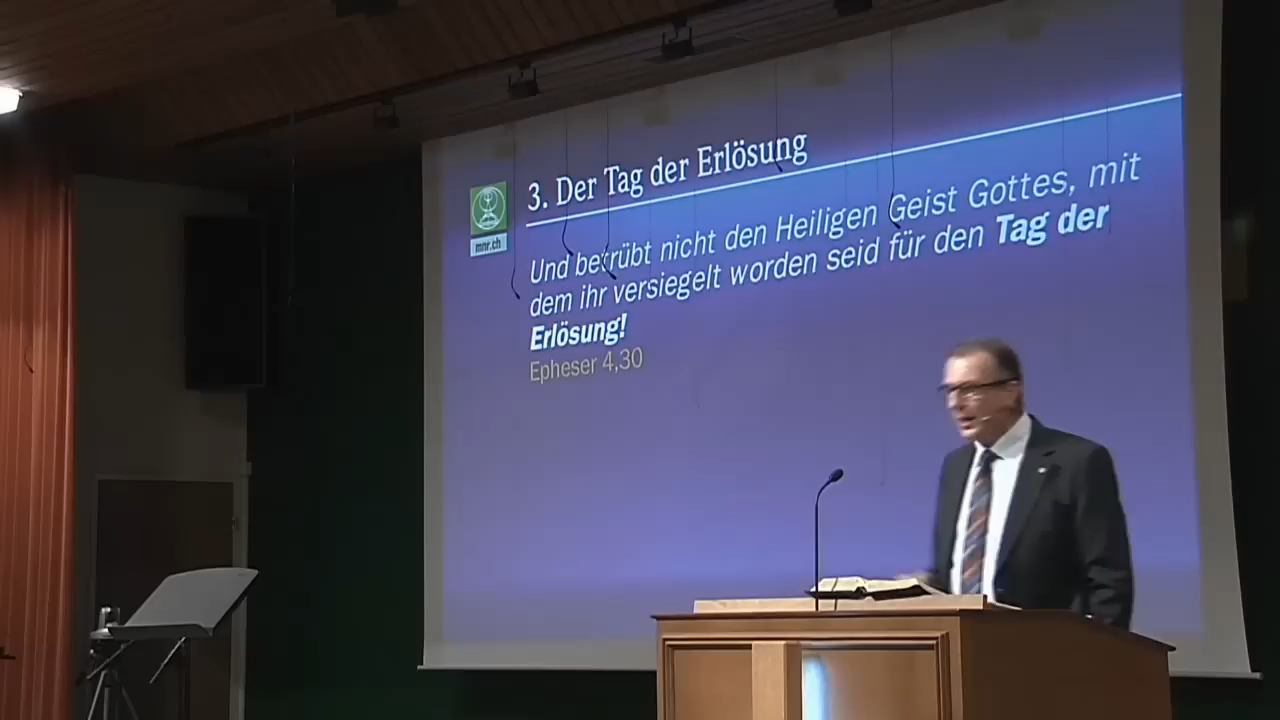 3. Der Tag der Erlösung
mnr.ch
Und betrübt nicht den Heiligen Geist Gottes, mit
dem ihr versiegelt worden seid für den Tag der
Erlösung!
Epheser 4,30